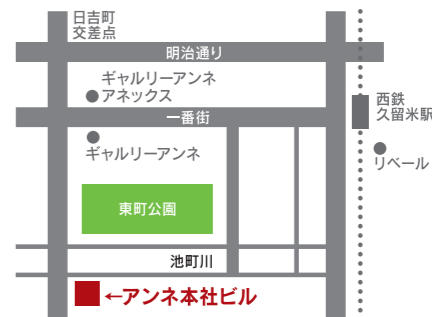 日吉町
交差点
明治通り
ギャルリーアンネ
アネックス
西鉄
久留米駅
一番街
ギャルリーアンネ
リベール
東町公園
池町川
←アンネ本社ビル